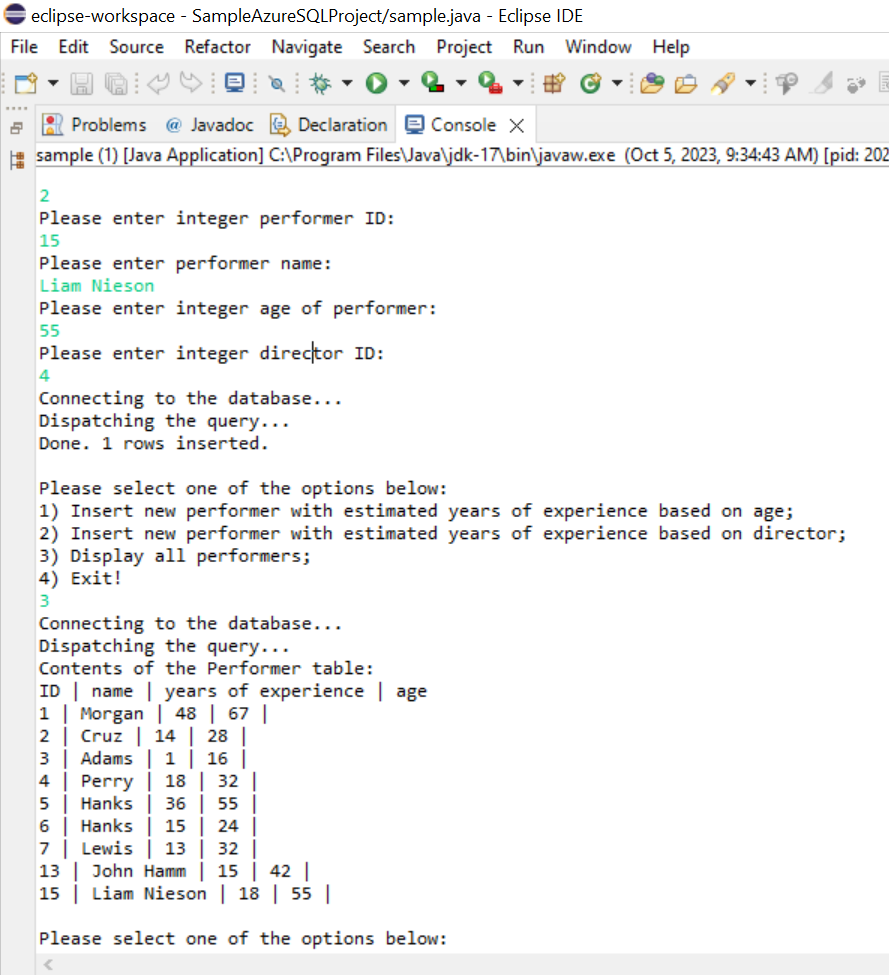 eclipse-workspace - SampleAzureSQLProject/sample.java - Eclipse IDE
File Edit Source Refactor Navigate Search Project Run Window Help
Problems @ Javadoc Declaration Console
sample (1) [Java Application] C:\Program Files\Java\jdk-17\bin\javaw.exe (Oct 5, 2023, 9:34:43 AM) [pid: 202
2
Please enter integer performer ID:
15
Please enter performer name:
Liam Nieson
Please enter integer age of performer:
55
Please enter integer director ID:
4
Connecting to the database...
Dispatching the query...
Done. 1 rows inserted.
Please select one of the options below:
1) Insert new performer with estimated years of experience based on age;
2) Insert new performer with estimated years of experience based on director;
3) Display all performers;
4) Exit!
3
Connecting to the database...
Dispatching the query...
Contents of the Performer table:
ID | name | years of experience | age
1 | Morgan | 48 | 67 |
2 | Cruz | 14 | 28 |
3 | Adams | 1 | 16 |
4 | Perry | 18 | 32 |
5 | Hanks | 36 | 55 |
6 | Hanks | 15 | 24 |
7 | Lewis | 13 | 32 |
13 | John Hamm | 15 | 42 |
15 | Liam Nieson | 18 | 55 |
Please select one of the options below: